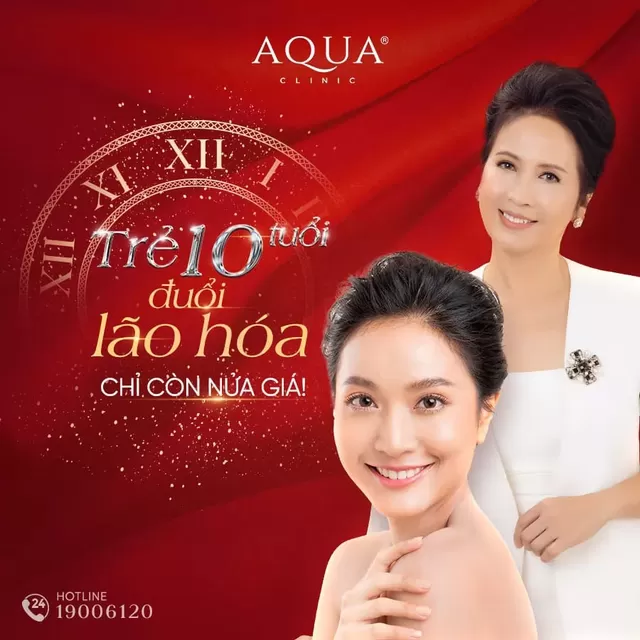 AQUA®
CLINIC
XII
XI
XII
I
Trẻ 10 tuổi
đuổi
lão hóa
CHỈ CÒN NỬA GIÁ!
24
HOTLINE
19006120